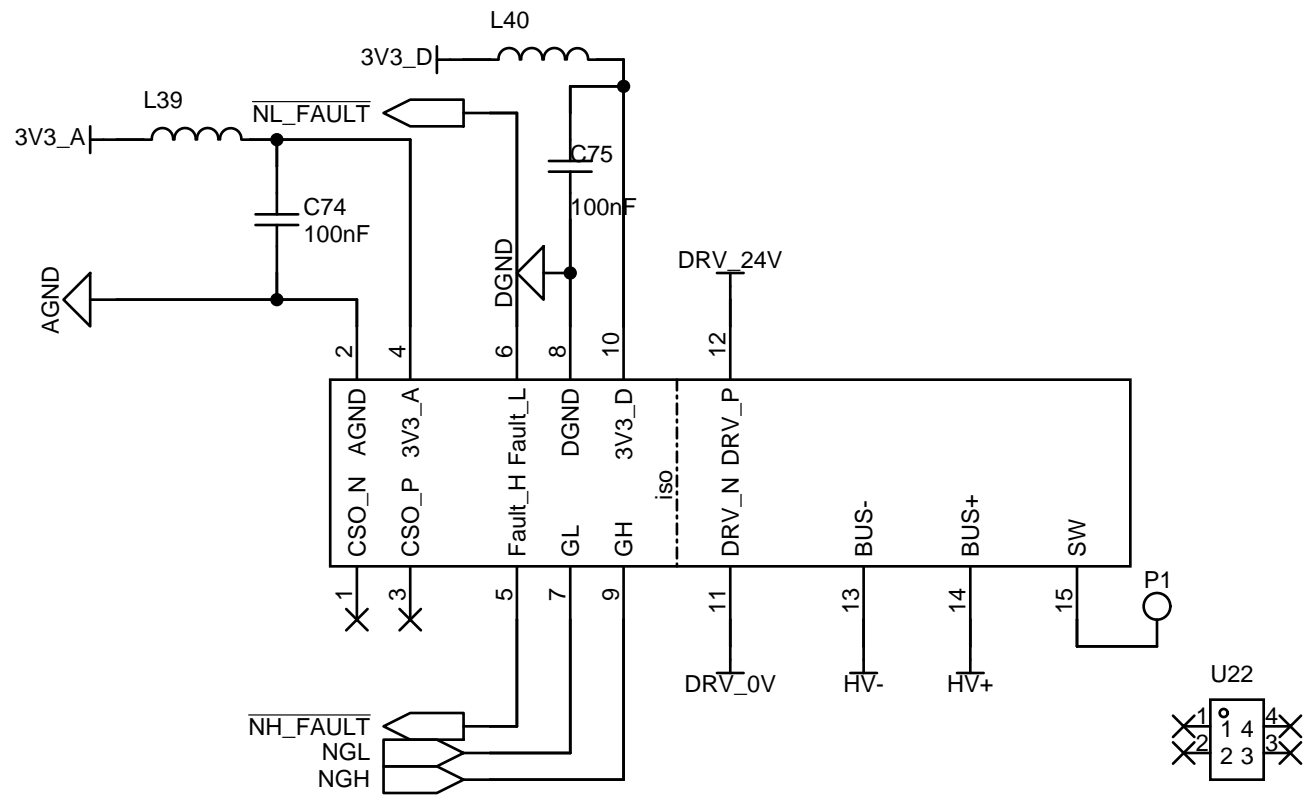 L40
3V3_D
L39
NL_FAULT
3V3_A
C75
100nF
C74
100nF
DGND
AGND
DRV_24V
2
4
6
8
10
12
AGND
3V3_A
Fault_L
DGND
3V3_D
DRV_P
iso
CSO_N
CSO_P
Fault_H
GL
GH
DRV_N
BUS-
BUS+
SW
1
3
5
7
9
11
13
14
15
P1
DRV_0V
HV-
HV+
NH_FAULT
NGL
NGH
U22
1 1 4 4
2 2 3 3